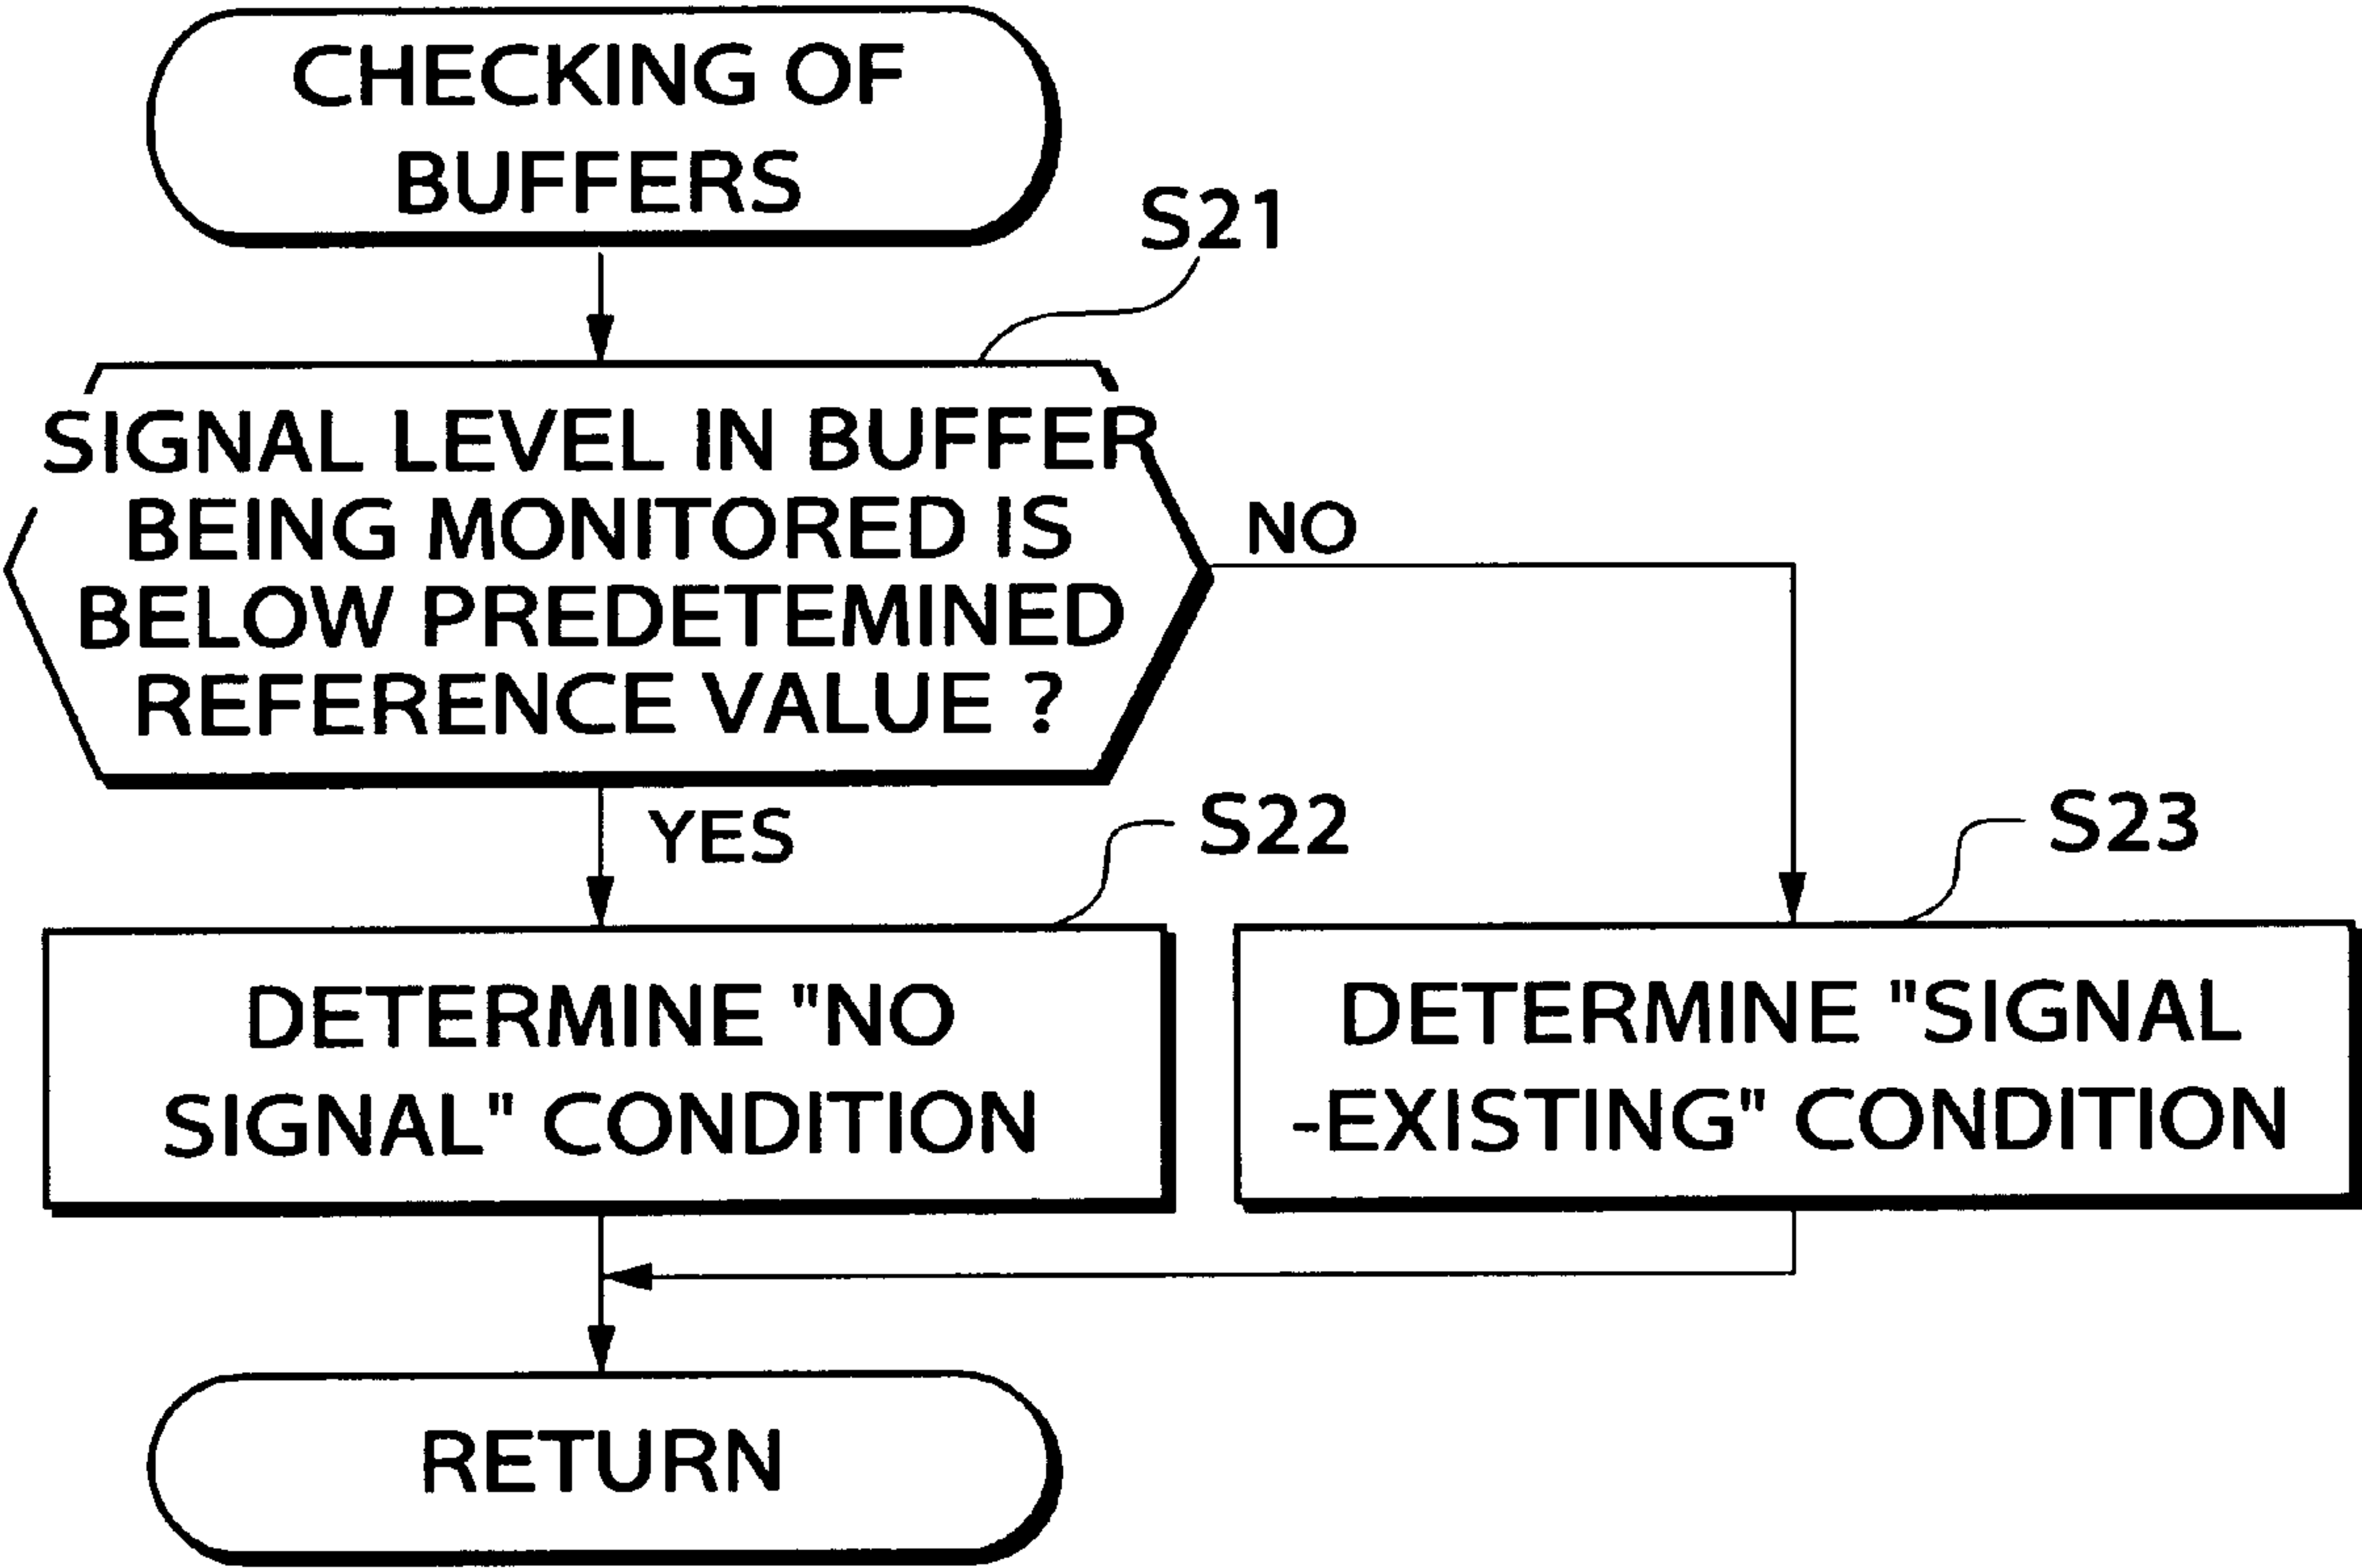 CHECKING OF
BUFFERS
S21
SIGNAL LEVEL IN BUFFER
BEING MONITORED IS
BELOW PREDETEMINED
REFERENCE VALUE ?
NO
YES
S22
S23
DETERMINE "NO
SIGNAL" CONDITION
DETERMINE "SIGNAL
-EXISTING" CONDITION
RETURN